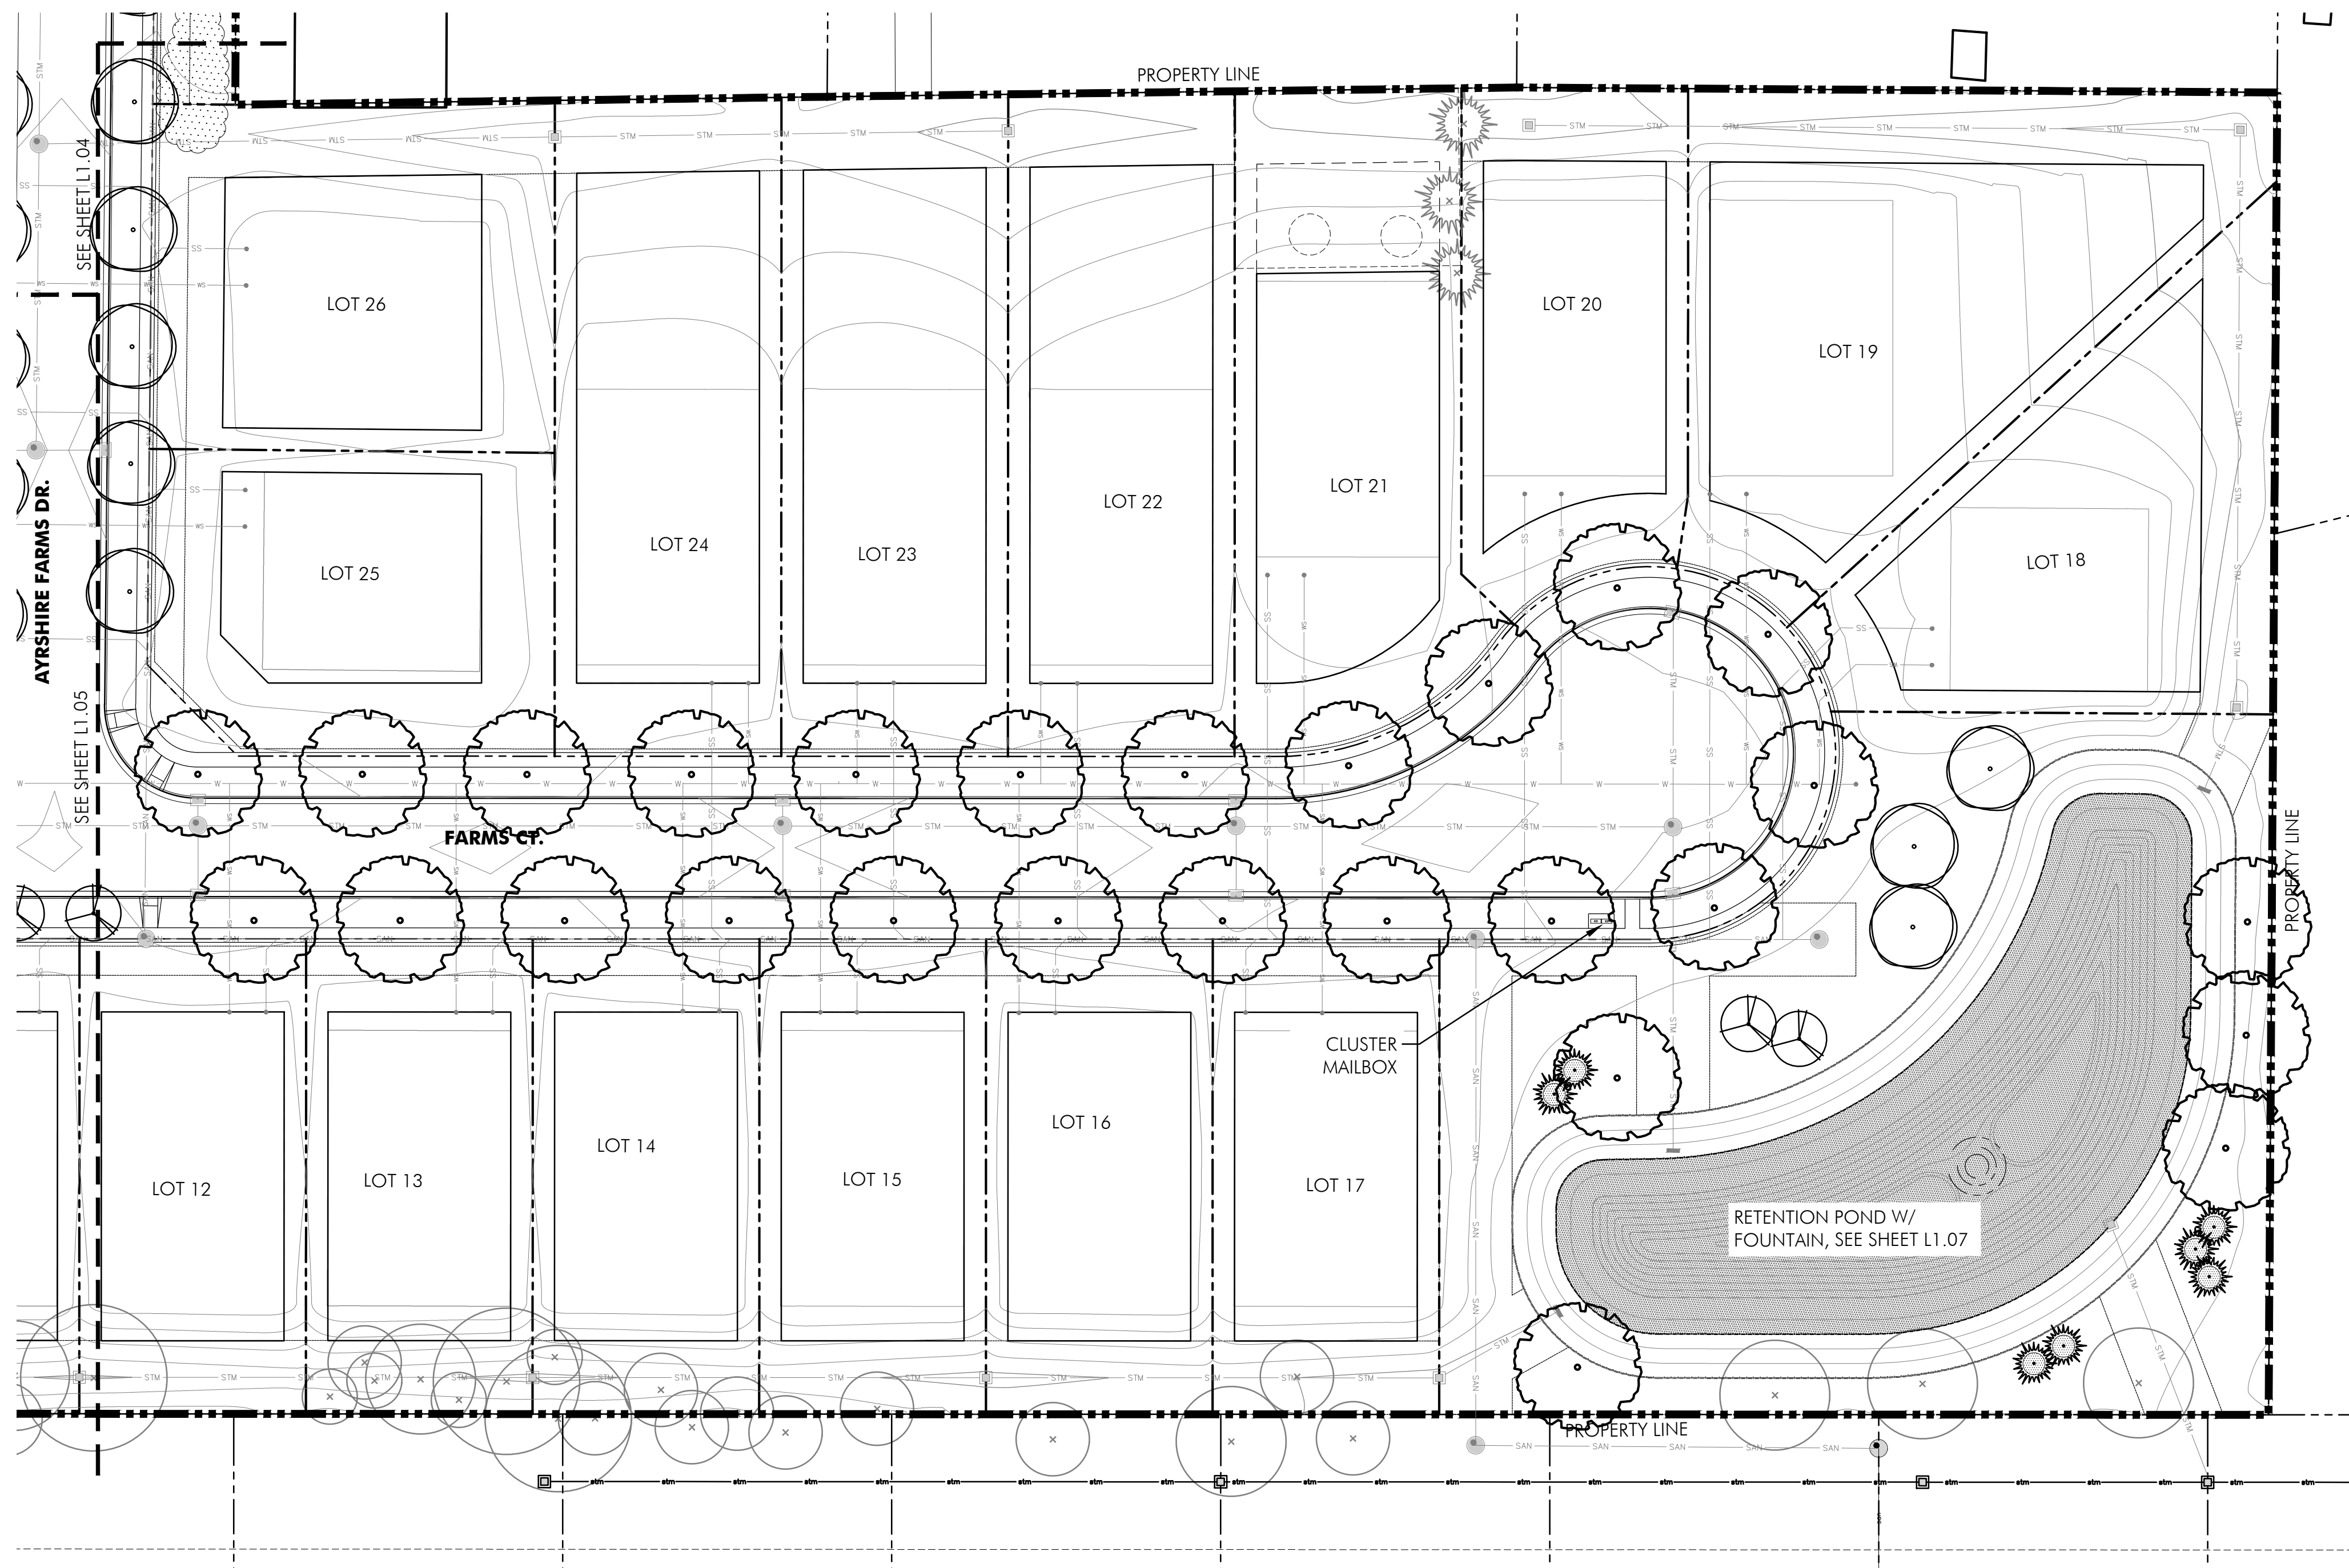 PROPERTY LINE
SEE SHEET L1.04
LOT 26
LOT 20
LOT 19
LOT 21
LOT 22
LOT 24
LOT 23
LOT 18
LOT 25
AYRSHIRE FARMS DR.
SEE SHEET L1.05
FARMS CT.
PROPERTY LINE
CLUSTER
MAILBOX
LOT 12
LOT 13
LOT 14
LOT 15
LOT 16
LOT 17
RETENTION POND W/
FOUNTAIN, SEE SHEET L1.07
PROPERTY LINE